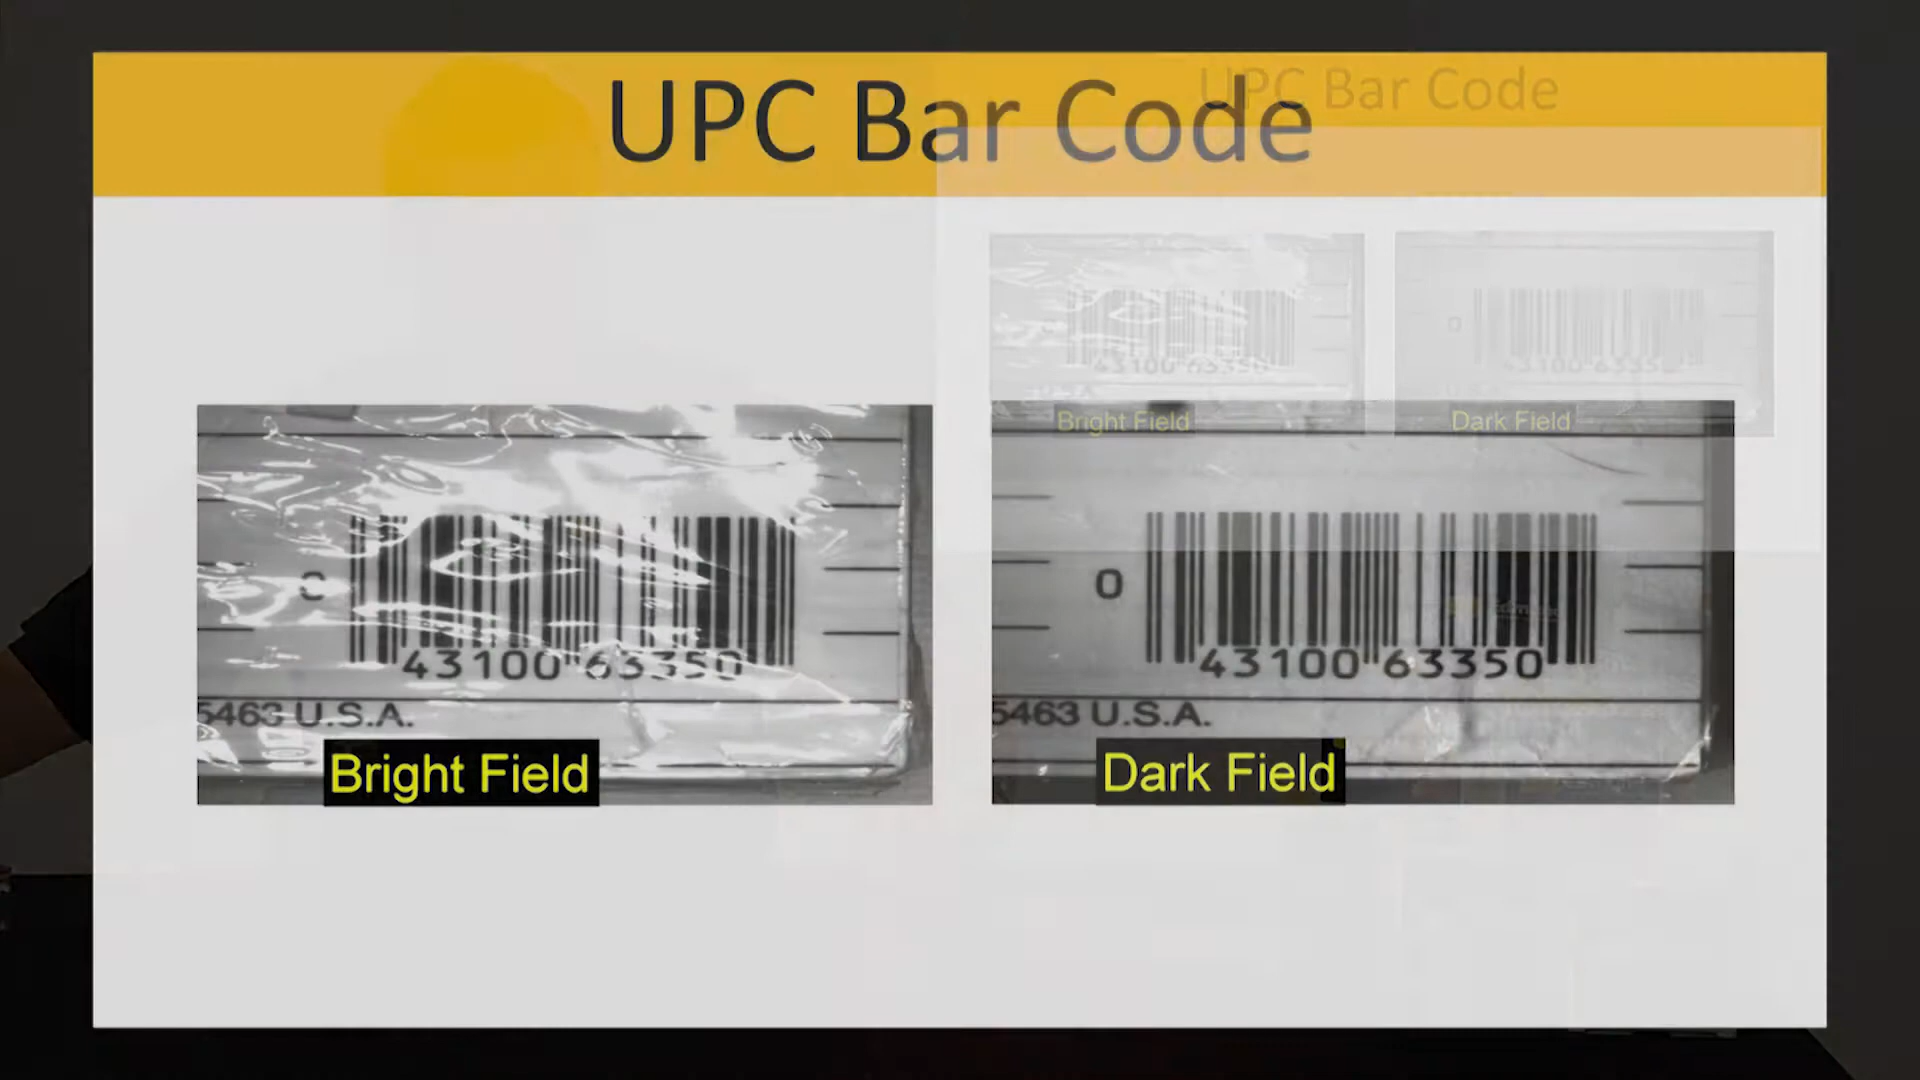 UPC Bar Code
UPC Bar Code
Bright Field
Dark Field
0
43100 63350
43100 63350
5463 U.S.A.
5463 U.S.A.
Bright Field
Dark Field